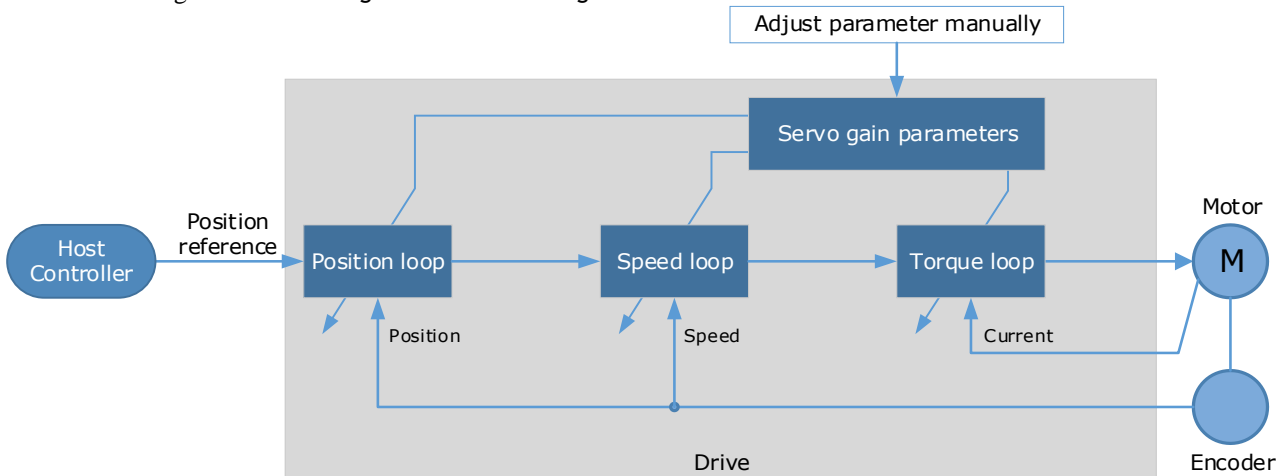 Adjust parameter manually
Servo gain parameters
Position
reference
Motor
Host
Controller
Position loop
Speed loop
Torque loop
M
Position
Speed
Current
Drive
Encoder